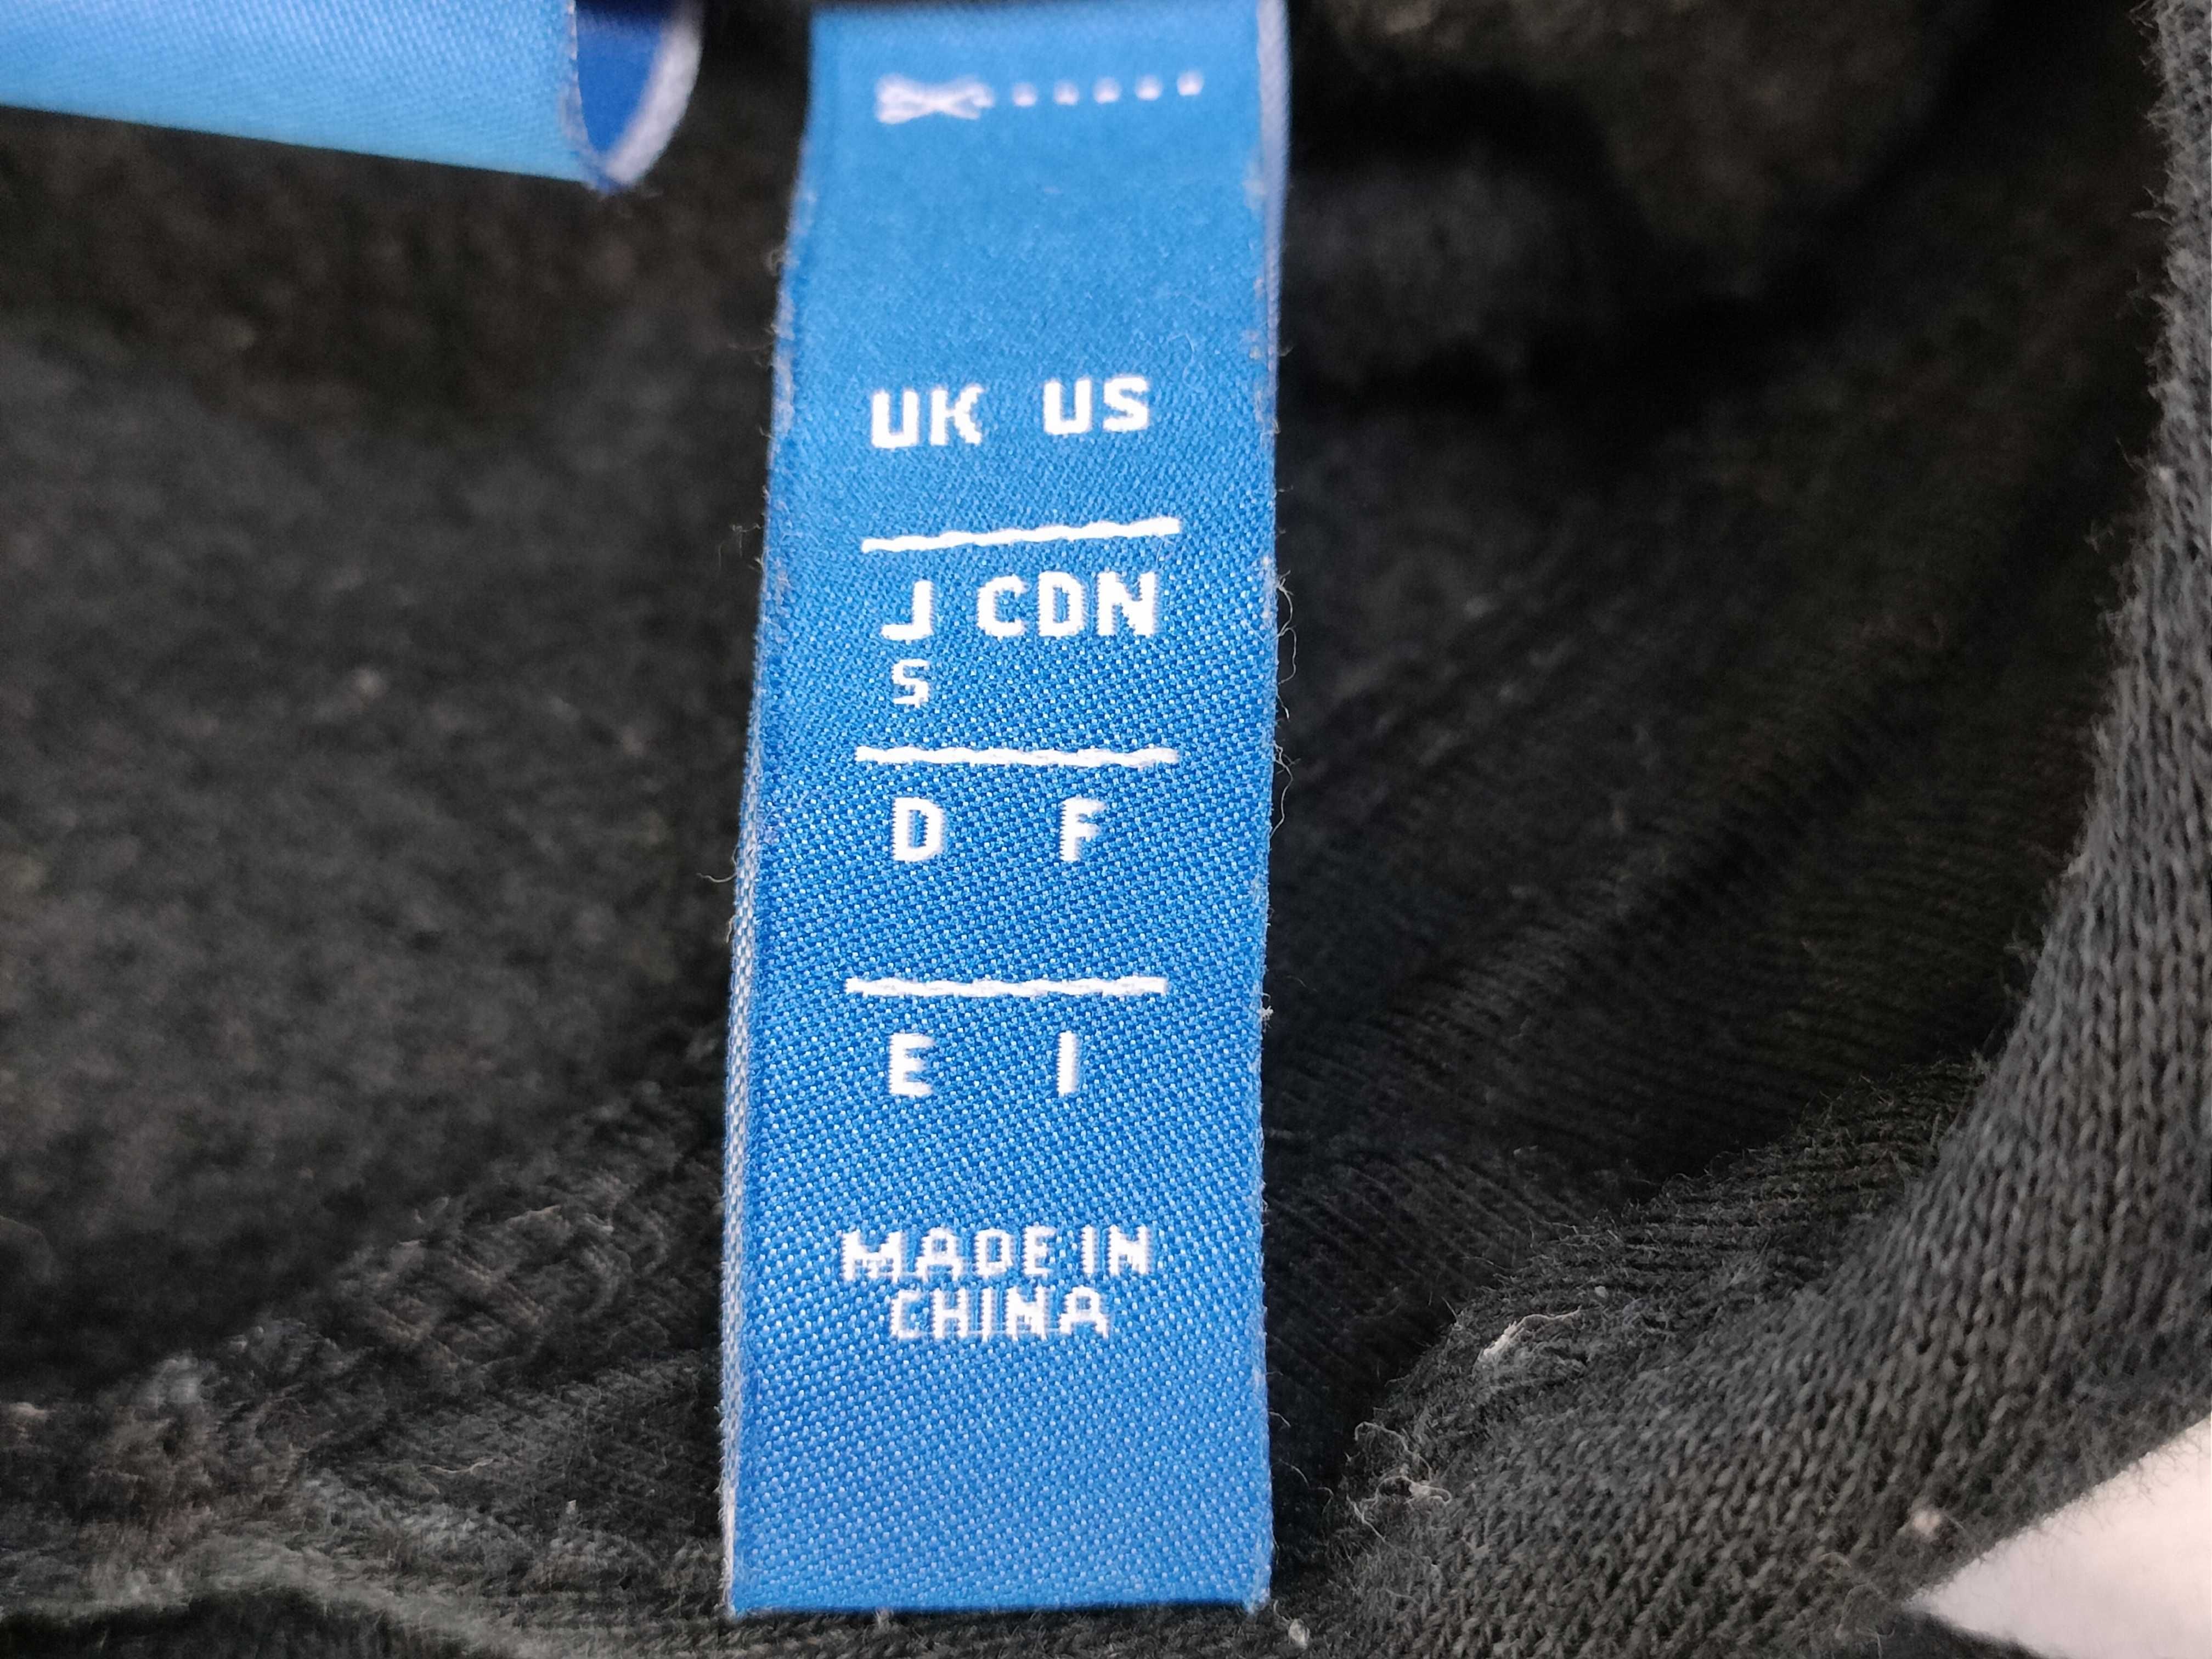 UK US
J CDN
S
D F
E I
MADE IN
CHINA